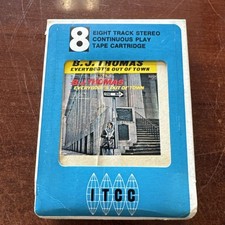 8
EIGHT TRACK STEREO
CONTINUOUS PLAY
TAPE CARTRIDGE
B.J. THOMAS
EVERYBODY'S OUT OF TOWN
B.J. THOMAS
EVERYBODY'S OUT OF TOWN
ITCC